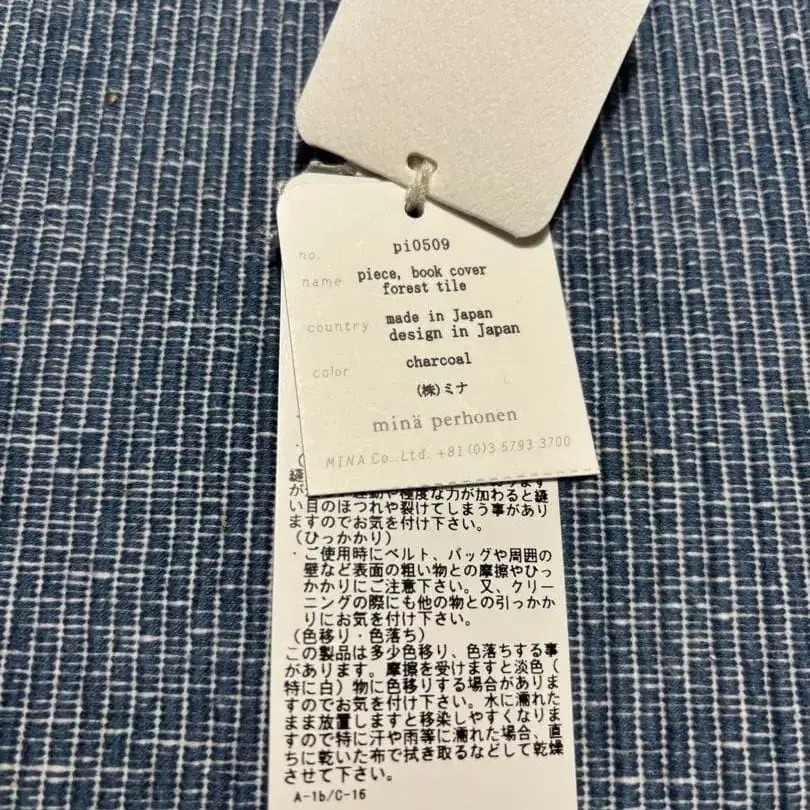 no. pi0509
name piece, book cover
forest tile
country made in Japan
design in Japan
color charcoal
(株)ミナ
minä perhonen
MINA Co.,Ltd. +81(0)3 5793 3700
縫
い目のほつれや裂けてしまう事があり
ますのでお気を付け下さい。
(ひっかかり)
・ご使用時にベルト、バッグや周囲の
壁など表面の粗い物との摩擦やひっ
かかりにご注意下さい。又、クリー
ニングの際にも他の物との引っかか
りにお気を付け下さい。
(色移り・色落ち)
この製品は多少色移り、色落ちする事
があります。摩擦を受けますと淡色(
特に白)物に色移りする場合がありま
すのでお気を付け下さい。水に濡れた
まま放置しますと移染しやすくなりま
すので特に汗や雨等に濡れた場合、直
ちに乾いた布で拭き取るなどして乾燥
させて下さい。
A-1b/C-16